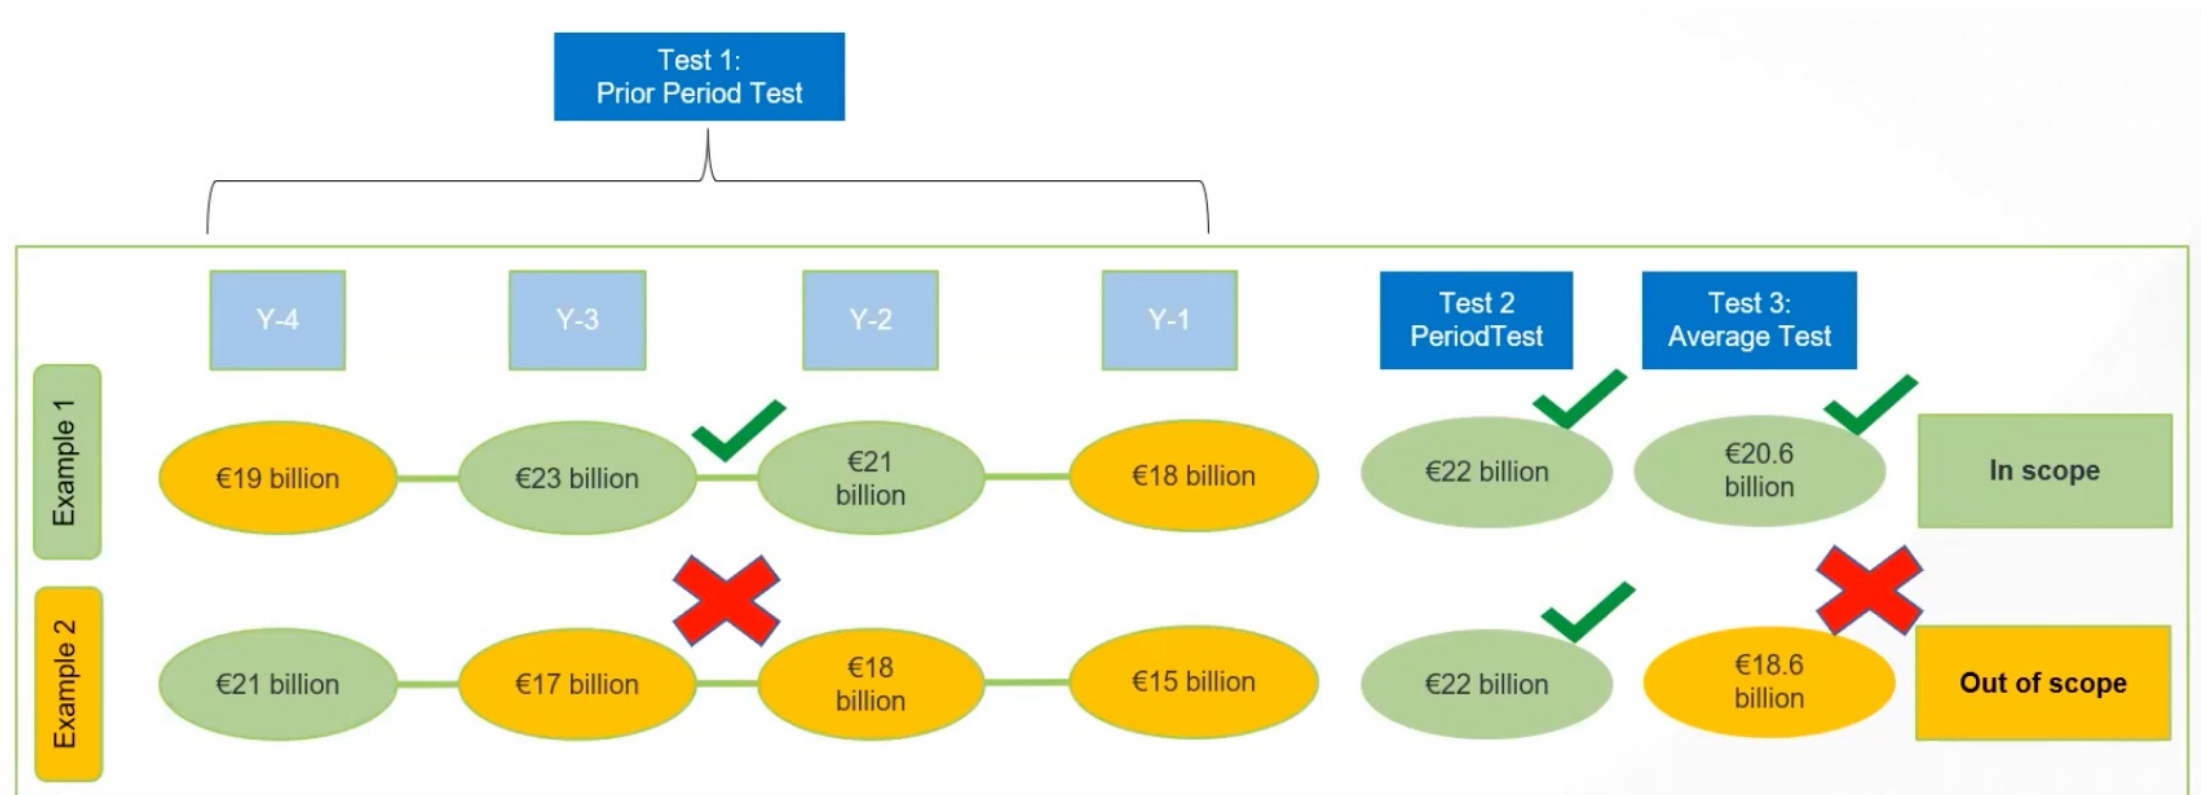 Test 1:
Prior Period Test
Y-4
Y-3
Y-2
Y-1
Test 2
PeriodTest
Test 3:
Average Test
Example 1
€19 billion
€23 billion
€21
billion
€18 billion
€22 billion
€20.6
billion
In scope
Example 2
€21 billion
€17 billion
€18
billion
€15 billion
€22 billion
€18.6
billion
Out of scope